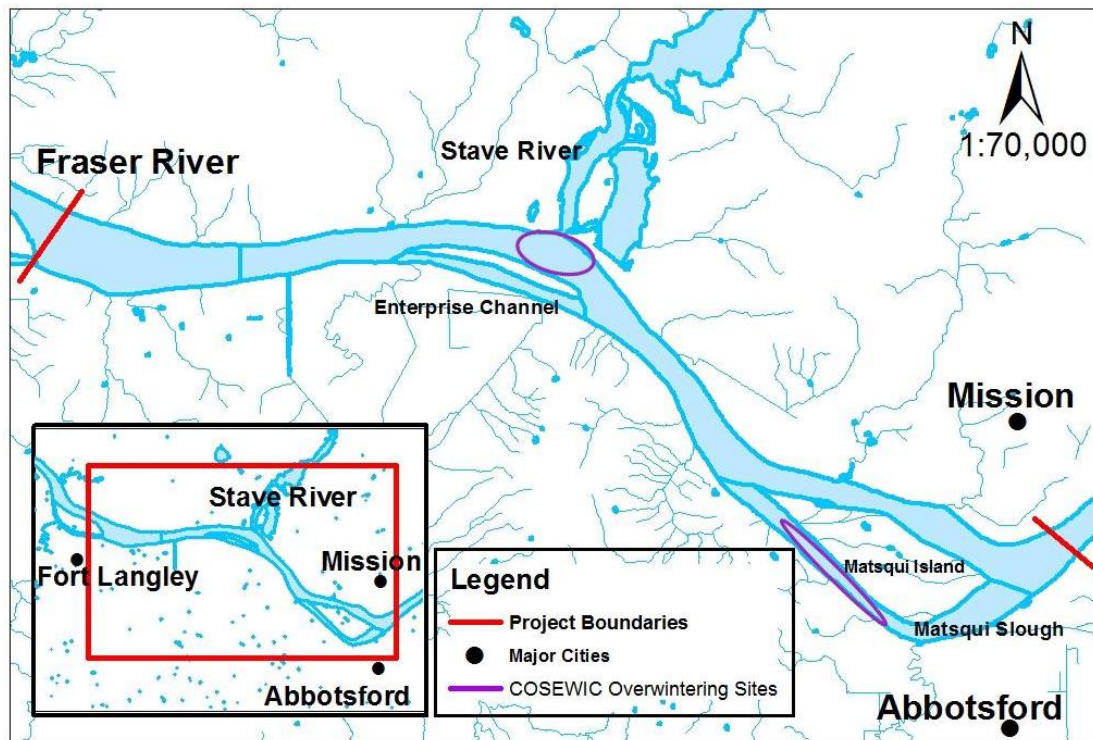 N
1:70,000
Fraser River
Stave River
Enterprise Channel
Mission
Matsqui Island
Matsqui Slough
Abbotsford
Stave River
Mission
Fort Langley
Abbotsford
Legend
Project Boundaries
Major Cities
COSEWIC Overwintering Sites